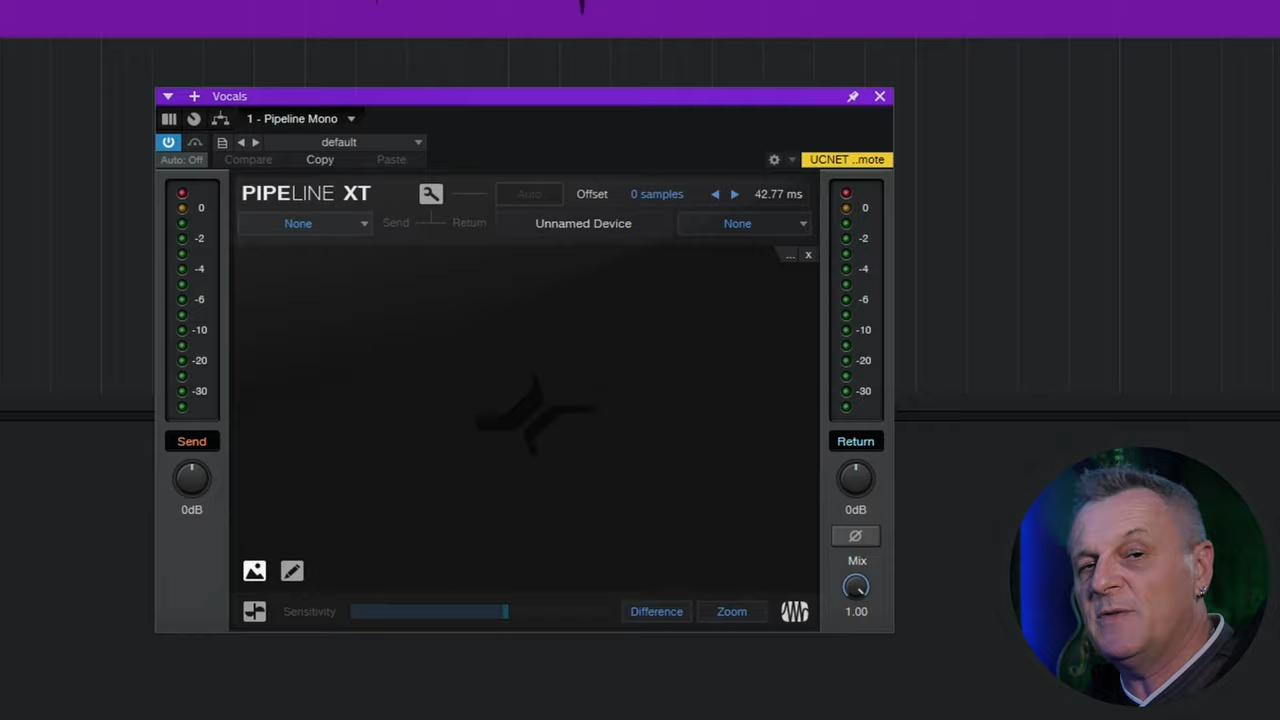 Vocals
1 - Pipeline Mono
default
Auto: Off Compare Copy Paste UCNET ..mote
PIPELINE XT Auto Offset 0 samples 42.77 ms
None Send Return Unnamed Device None
... x
0 0
-2 -2
-4 -4
-6 -6
-10 -10
-20 -20
-30 -30
Send Return
0dB 0dB
Ø
Mix
Sensitivity Difference Zoom 1.00